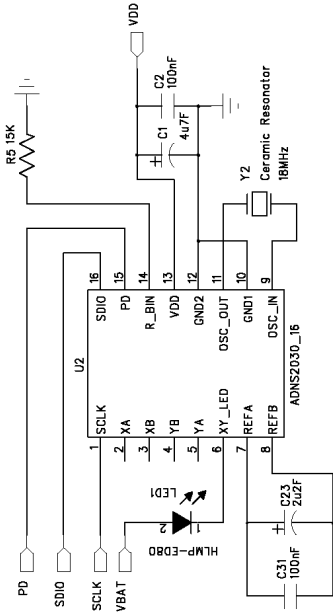 PD
SDIO
SCLK
VBAT
HLMP-ED80
LED1
2
1
C31
100nF
C23
2u2F
U2
1 SCLK
2 XA
3 XB
4 YB
5 YA
6 XY_LED
7 REFA
8 REFB
SDIO 16
PD 15
R_BIN 14
VDD 13
GND2 12
OSC_OUT 11
GND1 10
OSC_IN 9
ADNS2030_16
R5 15K
C1
4u7F
C2
100nF
VDD
Y2
Ceramic Resonator
18MHz
+
+